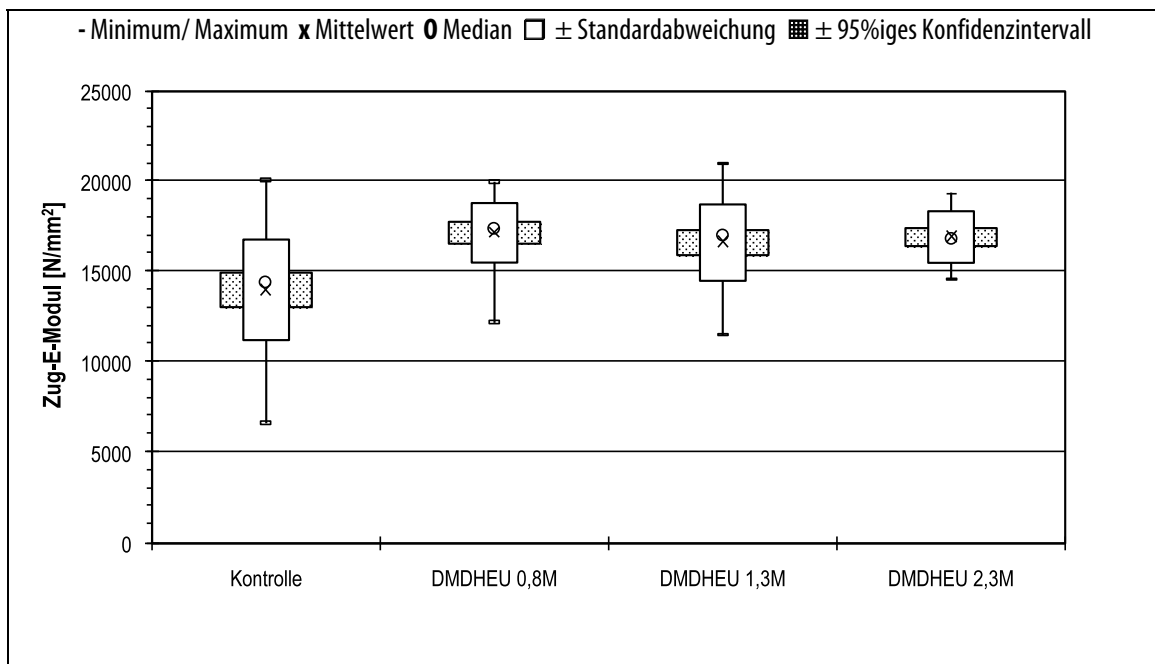 - Minimum/ Maximum x Mittelwert O Median ± Standardabweichung ± 95%iges Konfidenzintervall
25000
20000
15000
10000
5000
0
Zug-E-Modul [N/mm²]
Kontrolle DMDHEU 0,8M DMDHEU 1,3M DMDHEU 2,3M